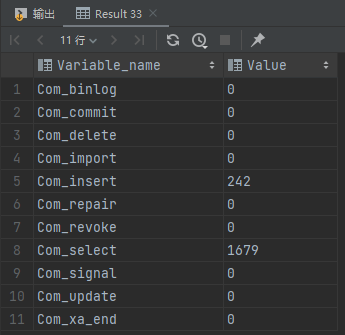 输出 Result 33
11 行
Variable_name Value
1 Com_binlog 0
2 Com_commit 0
3 Com_delete 0
4 Com_import 0
5 Com_insert 242
6 Com_repair 0
7 Com_revoke 0
8 Com_select 1679
9 Com_signal 0
10 Com_update 0
11 Com_xa_end 0